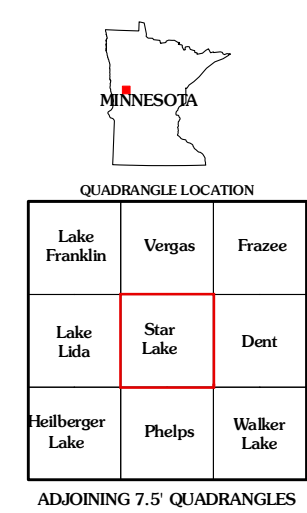 MINNESOTA
QUADRANGLE LOCATION
Lake
Franklin
Vergas
Frazee
Lake
Lida
Star
Lake
Dent
Heilberger
Lake
Phelps
Walker
Lake
ADJOINING 7.5' QUADRANGLES